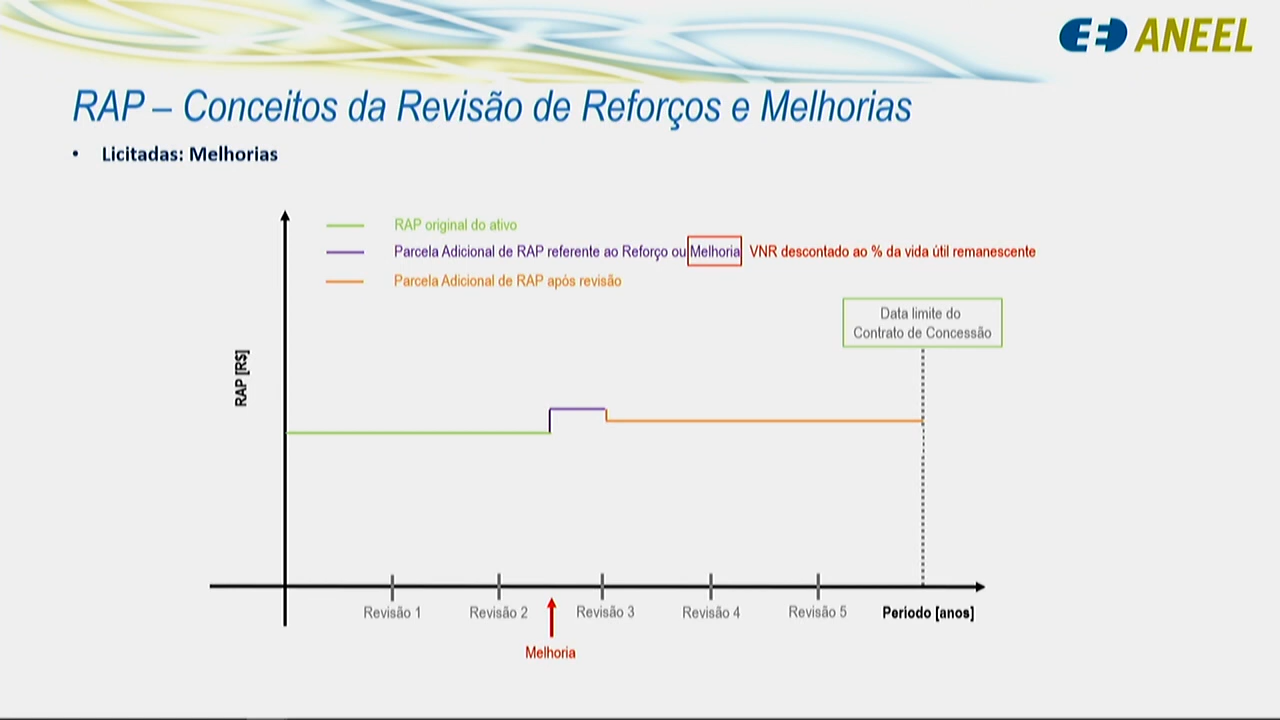 ANEEL
RAP – Conceitos da Revisão de Reforços e Melhorias
• Licitadas: Melhorias
RAP original do ativo
Parcela Adicional de RAP referente ao Reforço ou Melhoria VNR descontado ao % da vida útil remanescente
Parcela Adicional de RAP após revisão
Data limite do
Contrato de Concessão
RAP [R$]
Revisão 1 Revisão 2 Revisão 3 Revisão 4 Revisão 5 Periodo [anos]
Melhoria